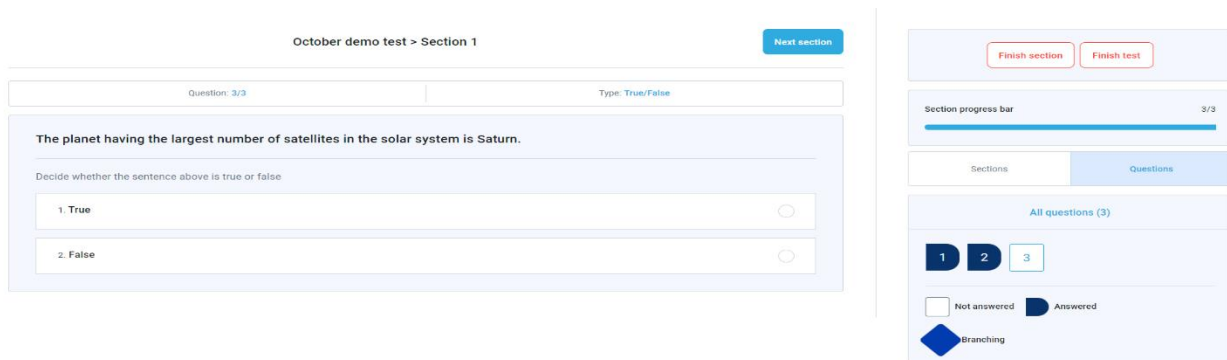 October demo test > Section 1
Next section
Question: 3/3
Type: True/False
The planet having the largest number of satellites in the solar system is Saturn.
Decide whether the sentence above is true or false
1. True
2. False
Finish section
Finish test
Section progress bar
3/3
Sections
Questions
All questions (3)
1
2
3
Not answered
Answered
Branching